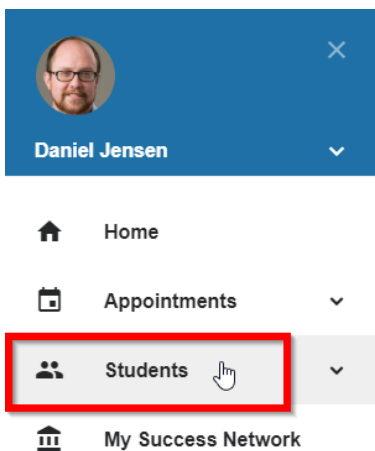 Daniel Jensen
Home
Appointments
Students
My Success Network